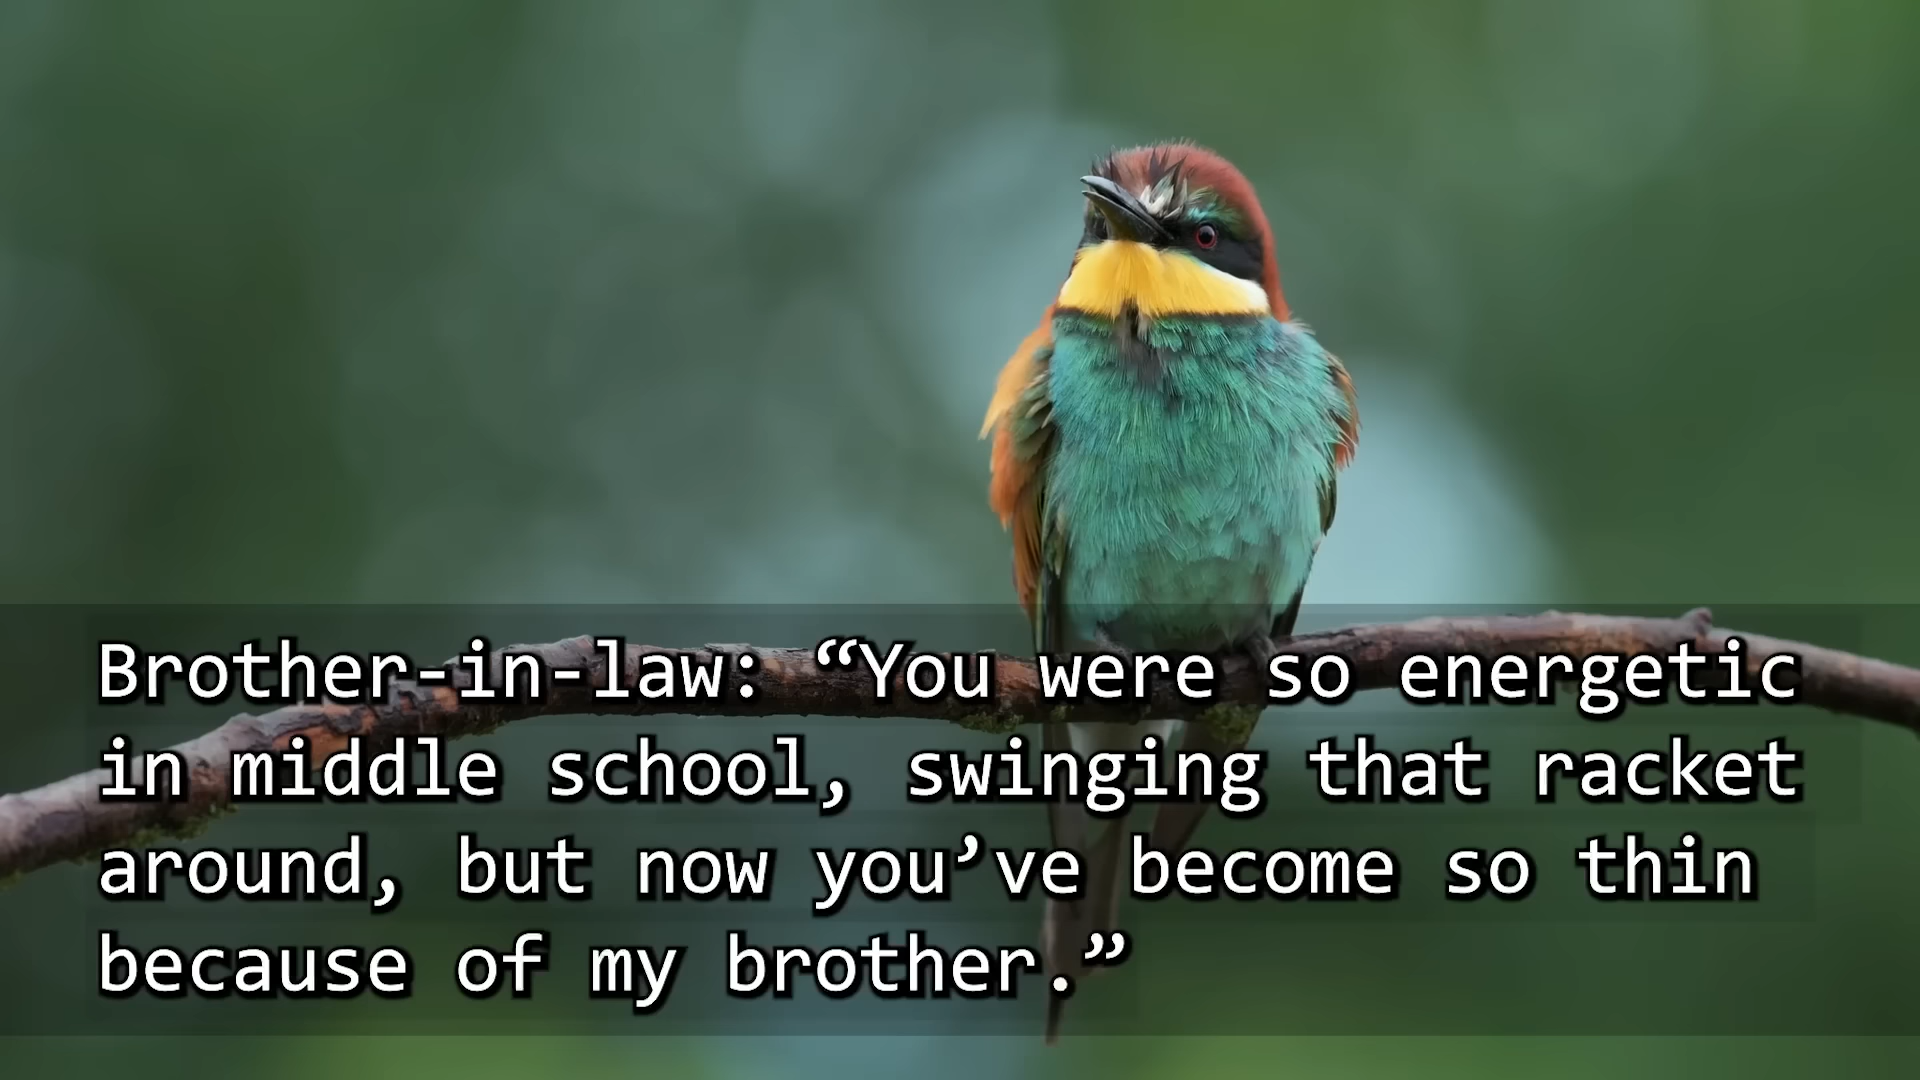 Brother-in-law: “You were so energetic
in middle school, swinging that racket
around, but now you’ve become so thin
because of my brother.”